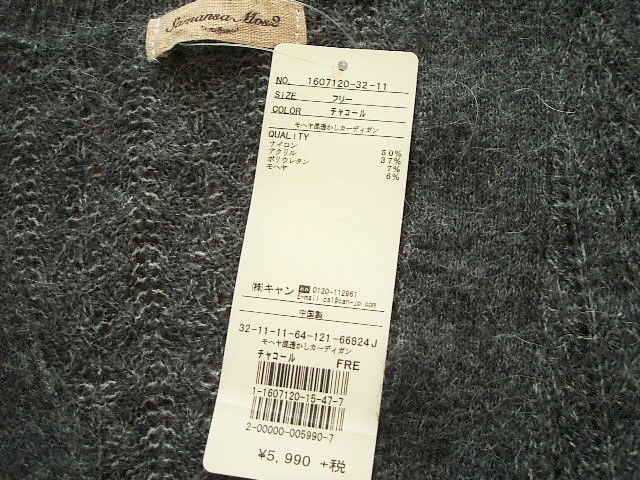 Samansa Mos2
NO. 1607120-32-11
SIZE フリー
COLOR チャコール
モヘヤ混透かしカーディガン
QUALITY
ナイロン 50%
アクリル 37%
ポリウレタン 7%
モヘヤ 6%
㈱キャン 0120-112961
E-mail csl@can-jp.com
中国製
32-11-11-64-121-66824J
モヘヤ混透かしカーディガン
チャコール FRE
1-1607120-15-47-7
2-00000-005990-7
¥5,990 +税